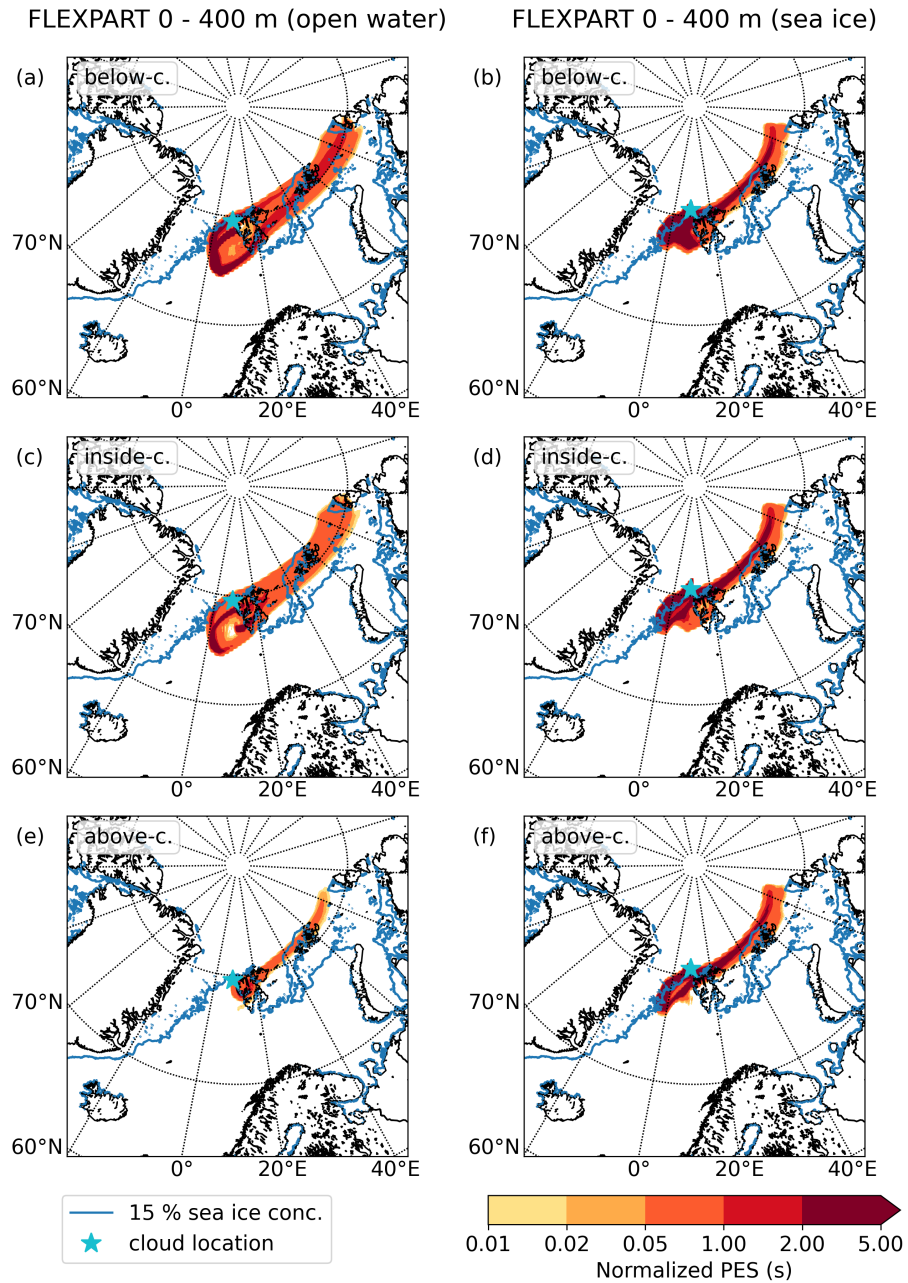 FLEXPART 0 - 400 m (open water)
FLEXPART 0 - 400 m (sea ice)
(a)
below-c.
70°N
60°N
0°
20°E
40°E
(b)
below-c.
70°N
60°N
0°
20°E
40°E
(c)
inside-c.
70°N
60°N
0°
20°E
40°E
(d)
inside-c.
70°N
60°N
0°
20°E
40°E
(e)
above-c.
70°N
60°N
0°
20°E
40°E
(f)
above-c.
70°N
60°N
0°
20°E
40°E
15 % sea ice conc.
cloud location
0.01 0.02 0.05 1.00 2.00 5.00
Normalized PES (s)